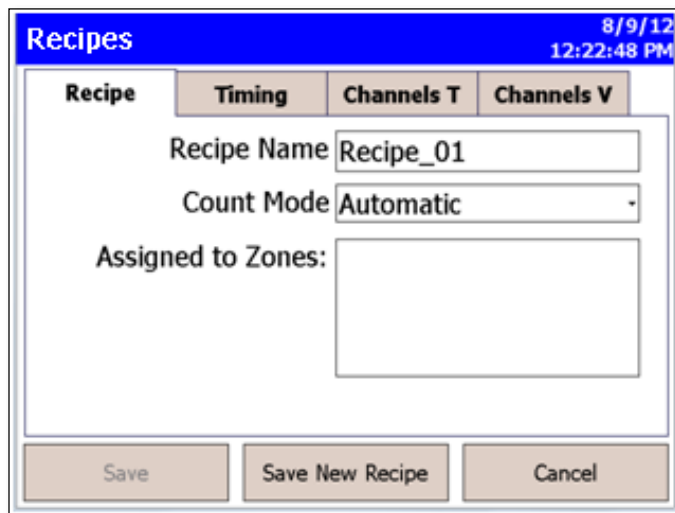 Recipes
8/9/12
12:22:48 PM
Recipe Timing Channels T Channels V
Recipe Name Recipe_01
Count Mode Automatic
Assigned to Zones:
Save Save New Recipe Cancel